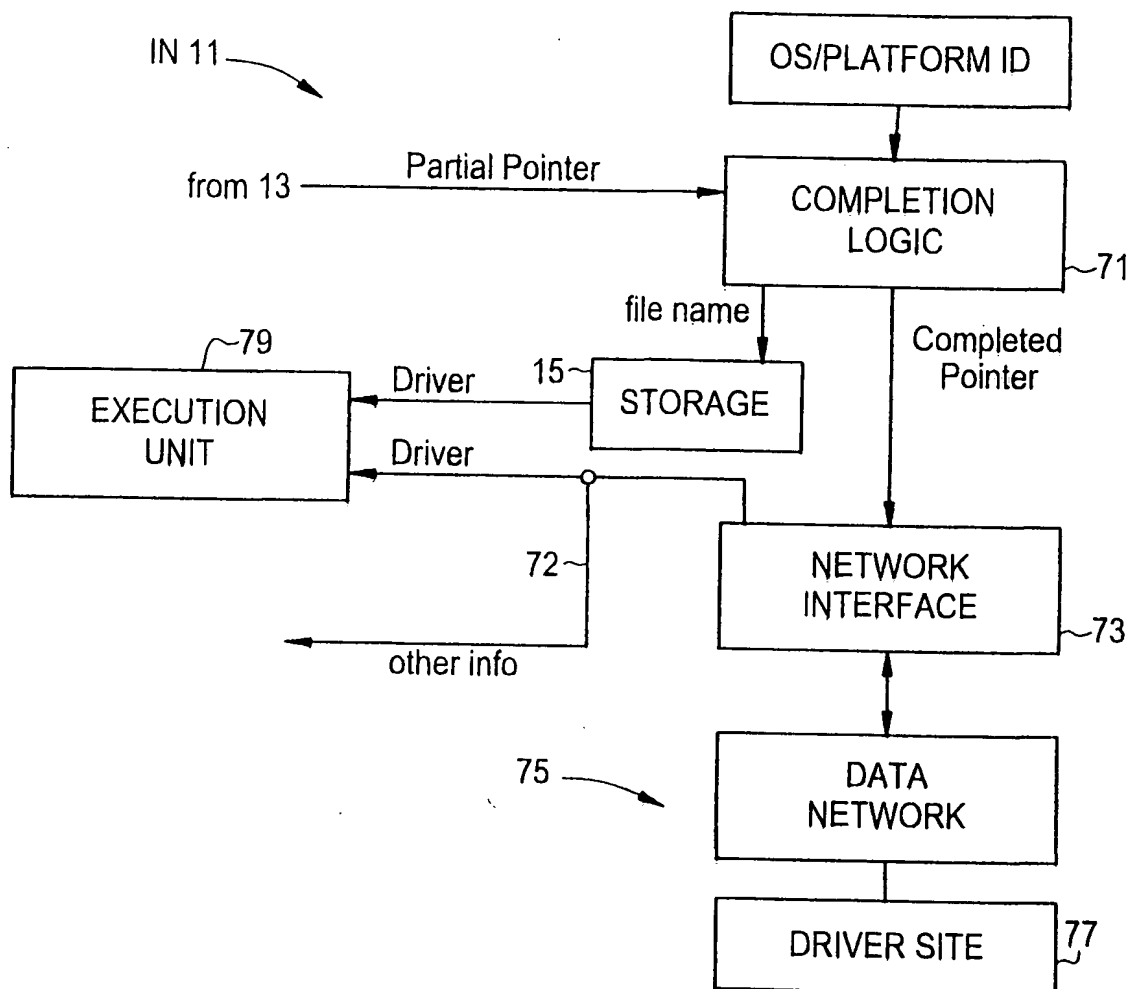 IN 11
OS/PLATFORM ID
from 13
Partial Pointer
COMPLETION
LOGIC
71
file name
Completed
Pointer
79
EXECUTION
UNIT
Driver
15
STORAGE
Driver
72
other info
NETWORK
INTERFACE
73
75
DATA
NETWORK
DRIVER SITE
77